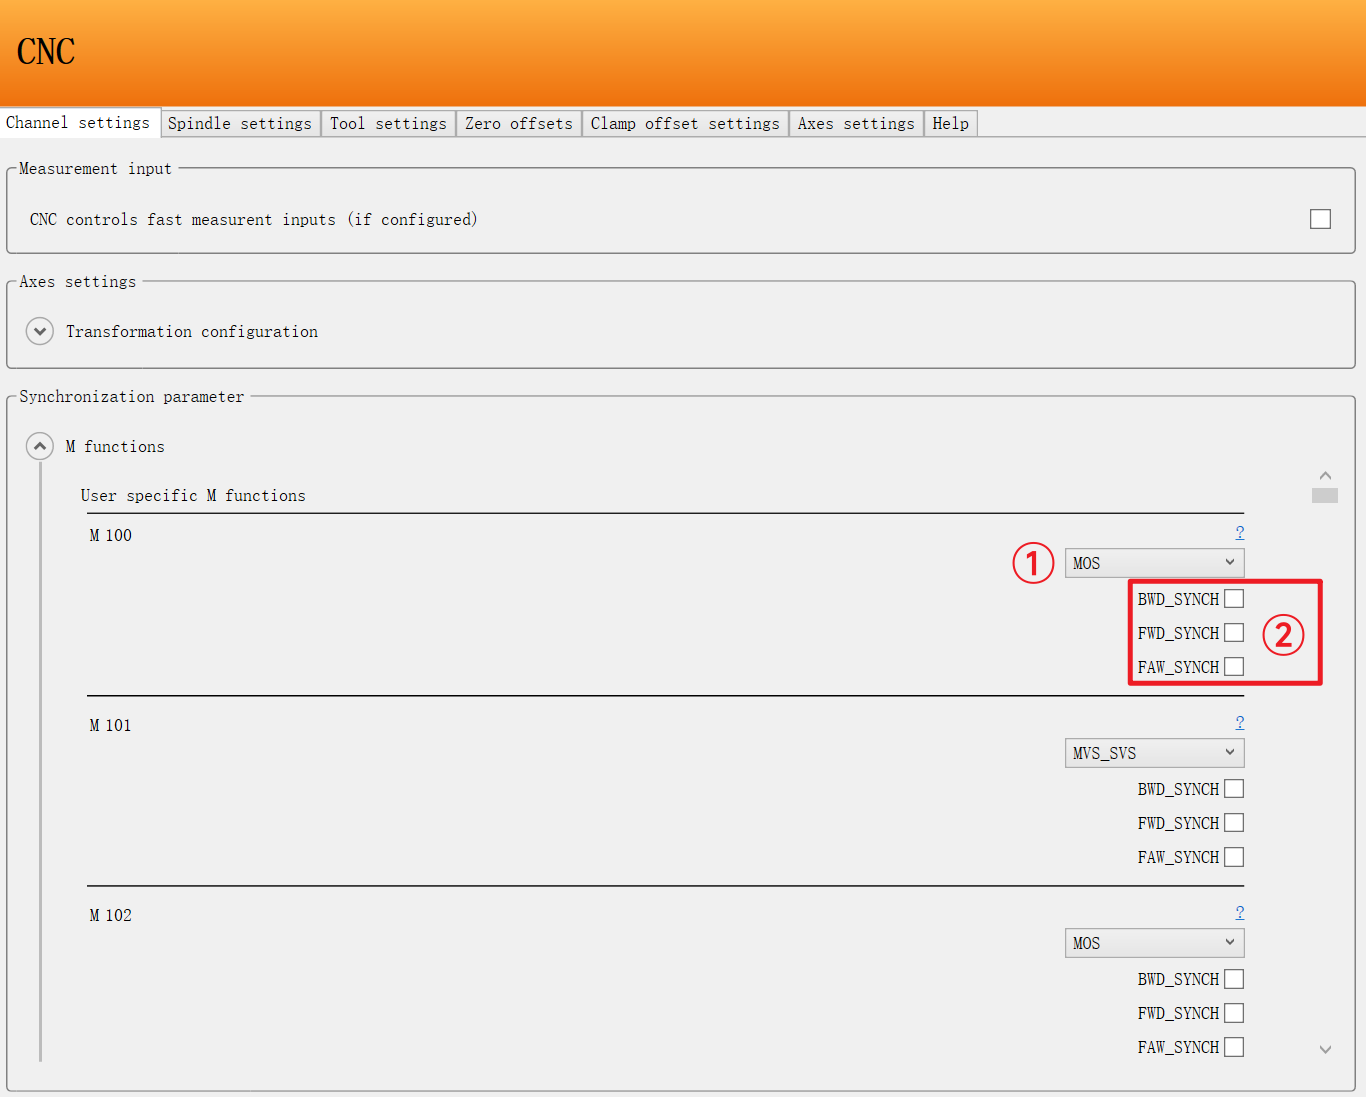 CNC
Channel settings Spindle settings Tool settings Zero offsets Clamp offset settings Axes settings Help
Measurement input
CNC controls fast measurent inputs (if configured)
Axes settings
Transformation configuration
Synchronization parameter
M functions
User specific M functions
M 100
?
① MOS
BWD_SYNCH
FWD_SYNCH ②
FAW_SYNCH
M 101
?
MVS_SVS
BWD_SYNCH
FWD_SYNCH
FAW_SYNCH
M 102
?
MOS
BWD_SYNCH
FWD_SYNCH
FAW_SYNCH